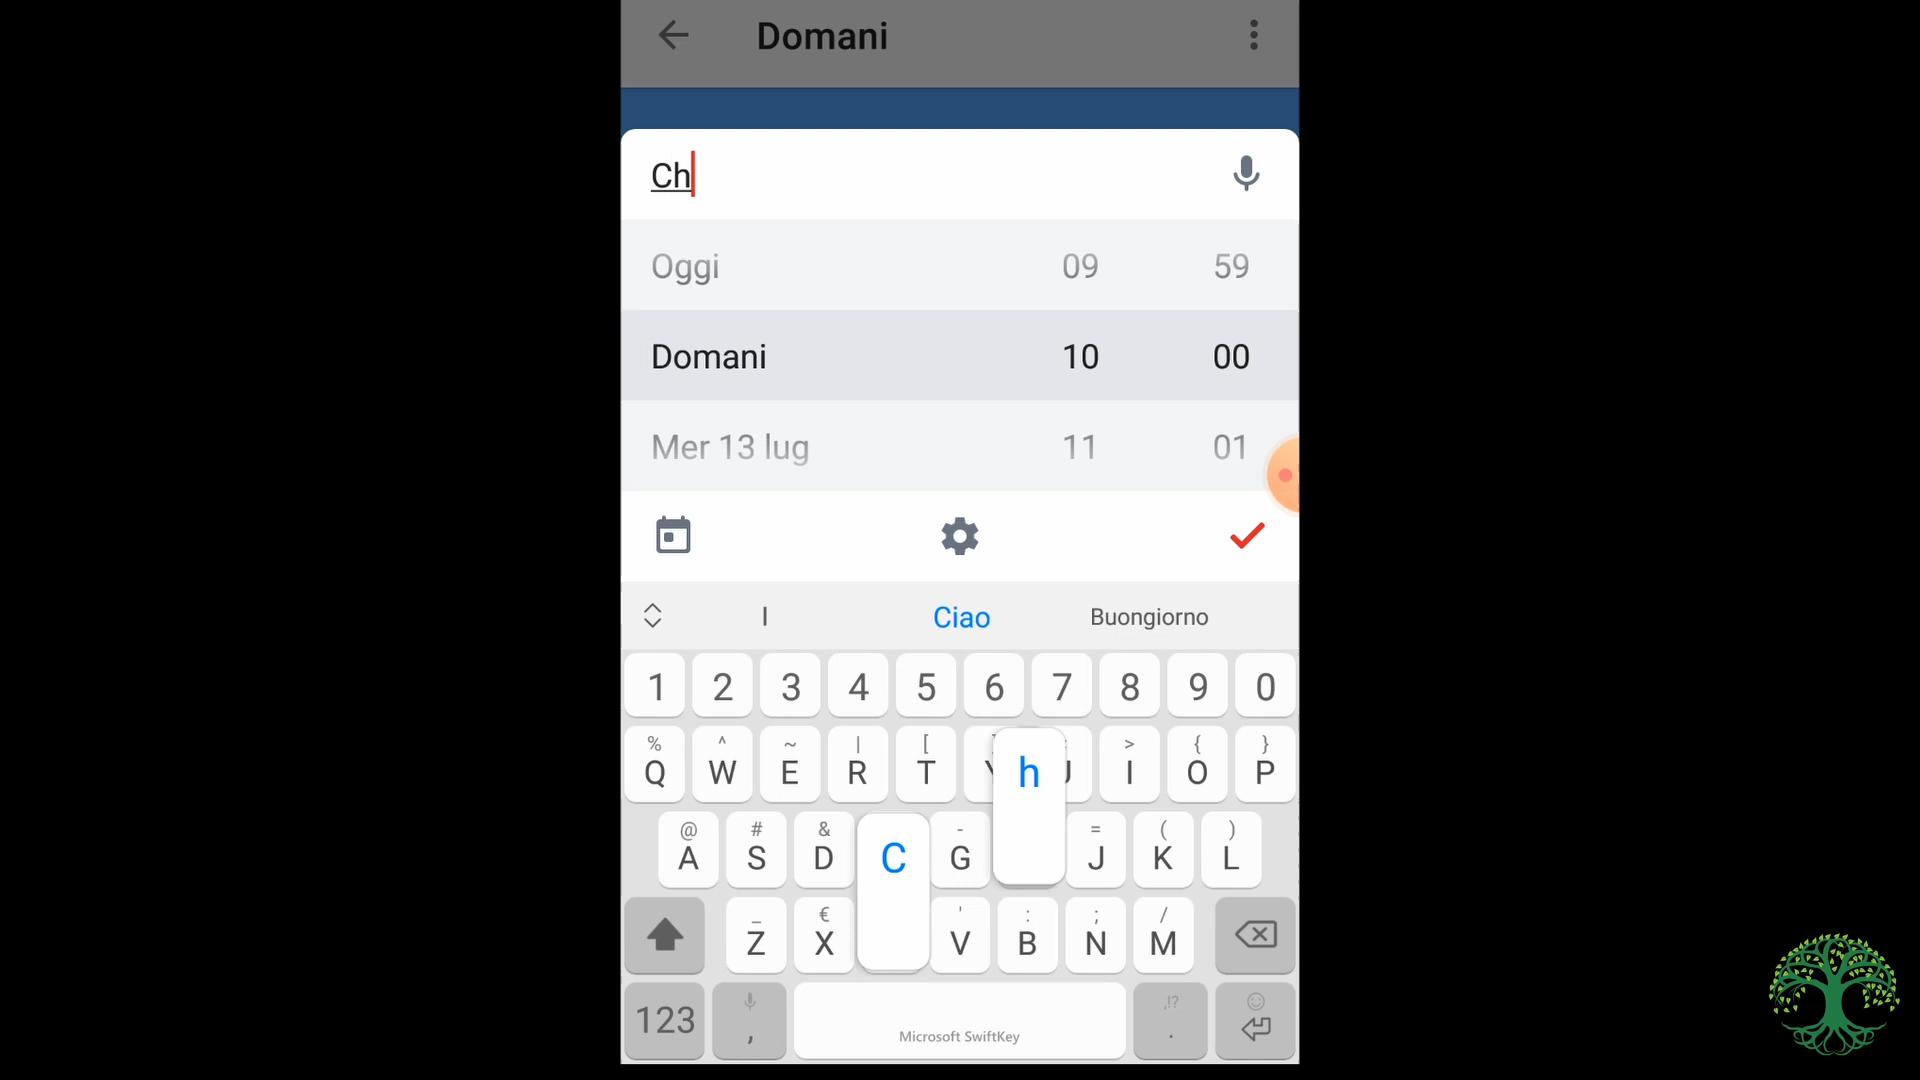 Domani
Ch
Oggi 09 59
Domani 10 00
Mer 13 lug 11 01
I Ciao Buongiorno
1 2 3 4 5 6 7 8 9 0
% ^ ~ | [ > { }
Q W E R T h I O P
@ # & - = ( )
A S D C G J K L
_ € ' : ; /
Z X V B N M
123 , Microsoft SwiftKey ,!? .